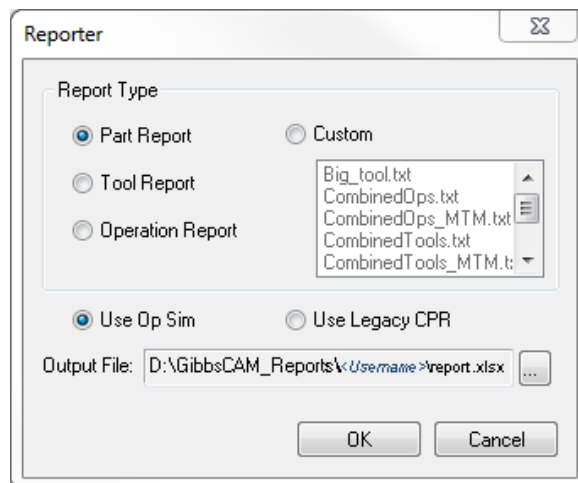 Reporter
Report Type
Part Report
Custom
Tool Report
Operation Report
Big_tool.txt
CombinedOps.txt
CombinedOps_MTM.txt
CombinedTools.txt
CombinedTools_MTM.t
Use Op Sim
Use Legacy CPR
Output File: D:\GibbsCAM_Reports\<Username>\report.xlsx ...
OK
Cancel